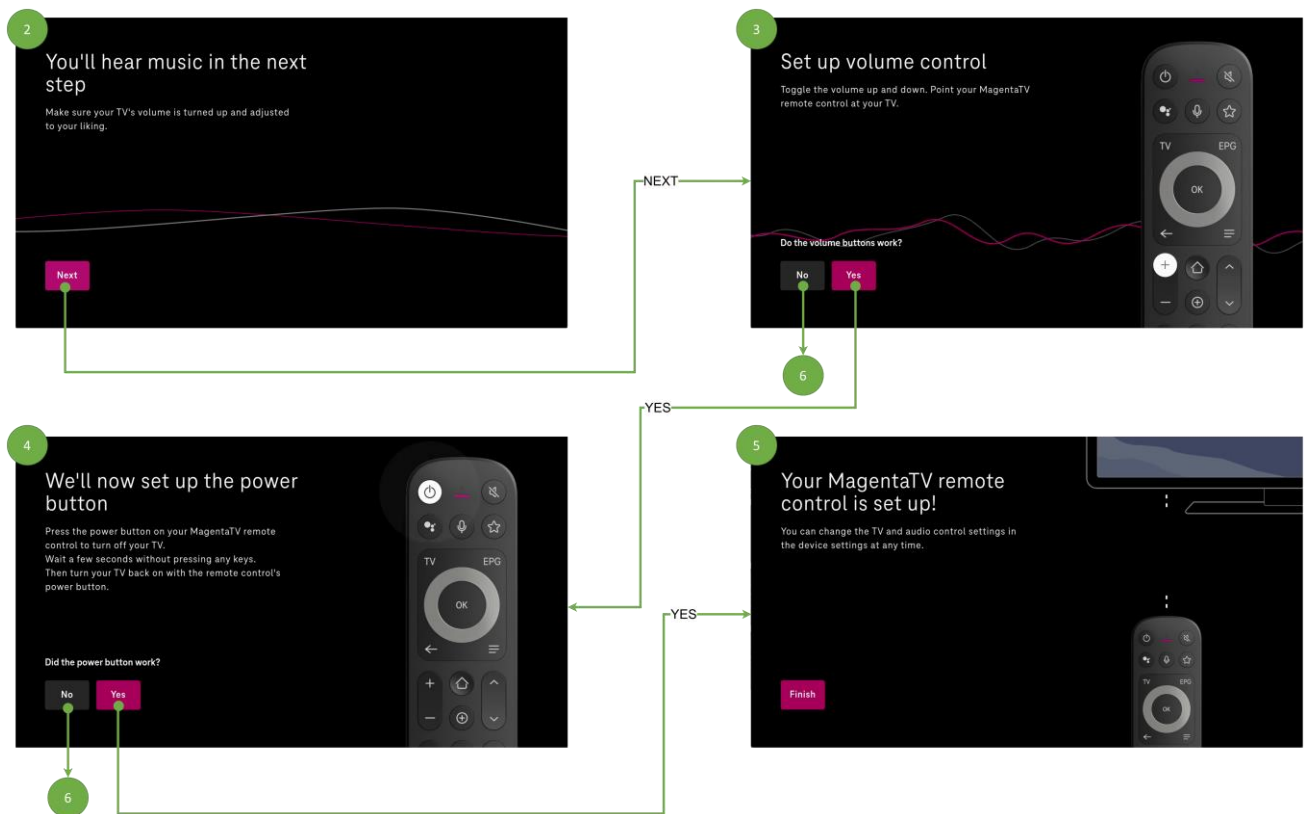 2
You'll hear music in the next
step
Make sure your TV's volume is turned up and adjusted
to your liking.
Next
NEXT
3
Set up volume control
Toggle the volume up and down. Point your MagentaTV
remote control at your TV.
Do the volume buttons work?
No Yes
TV EPG
OK
6
YES
4
We'll now set up the power
button
Press the power button on your MagentaTV remote
control to turn off your TV.
Wait a few seconds without pressing any keys.
Then turn your TV back on with the remote control's
power button.
Did the power button work?
No Yes
TV EPG
OK
6
YES
5
Your MagentaTV remote
control is set up!
You can change the TV and audio control settings in
the device settings at any time.
Finish
TV EPG
OK